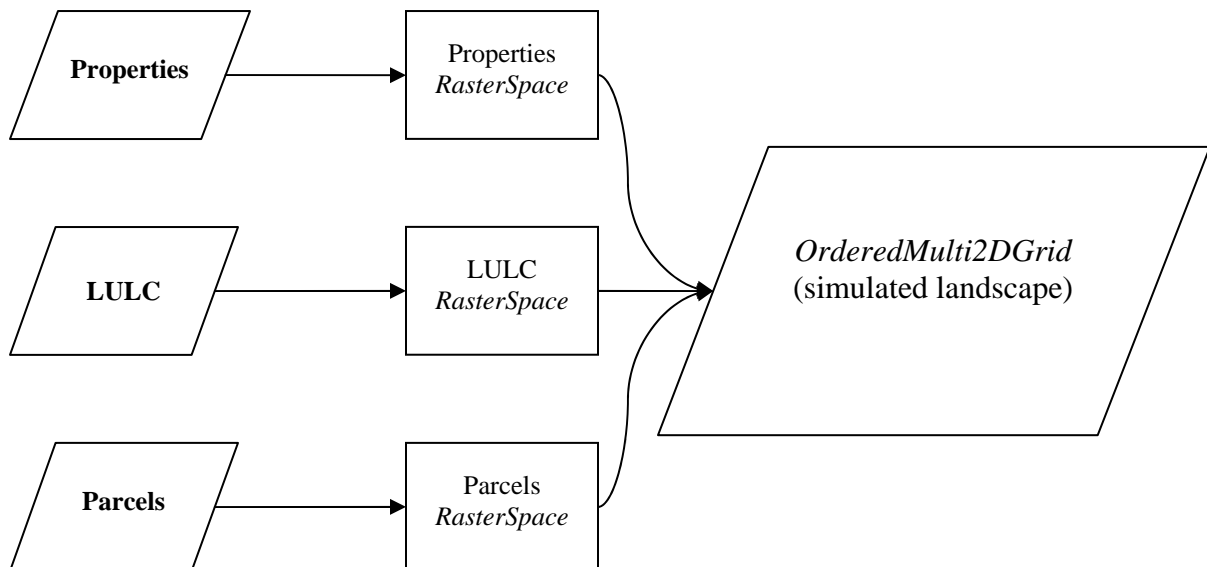 Properties
Properties
RasterSpace
LULC
LULC
RasterSpace
OrderedMulti2DGrid
(simulated landscape)
Parcels
Parcels
RasterSpace